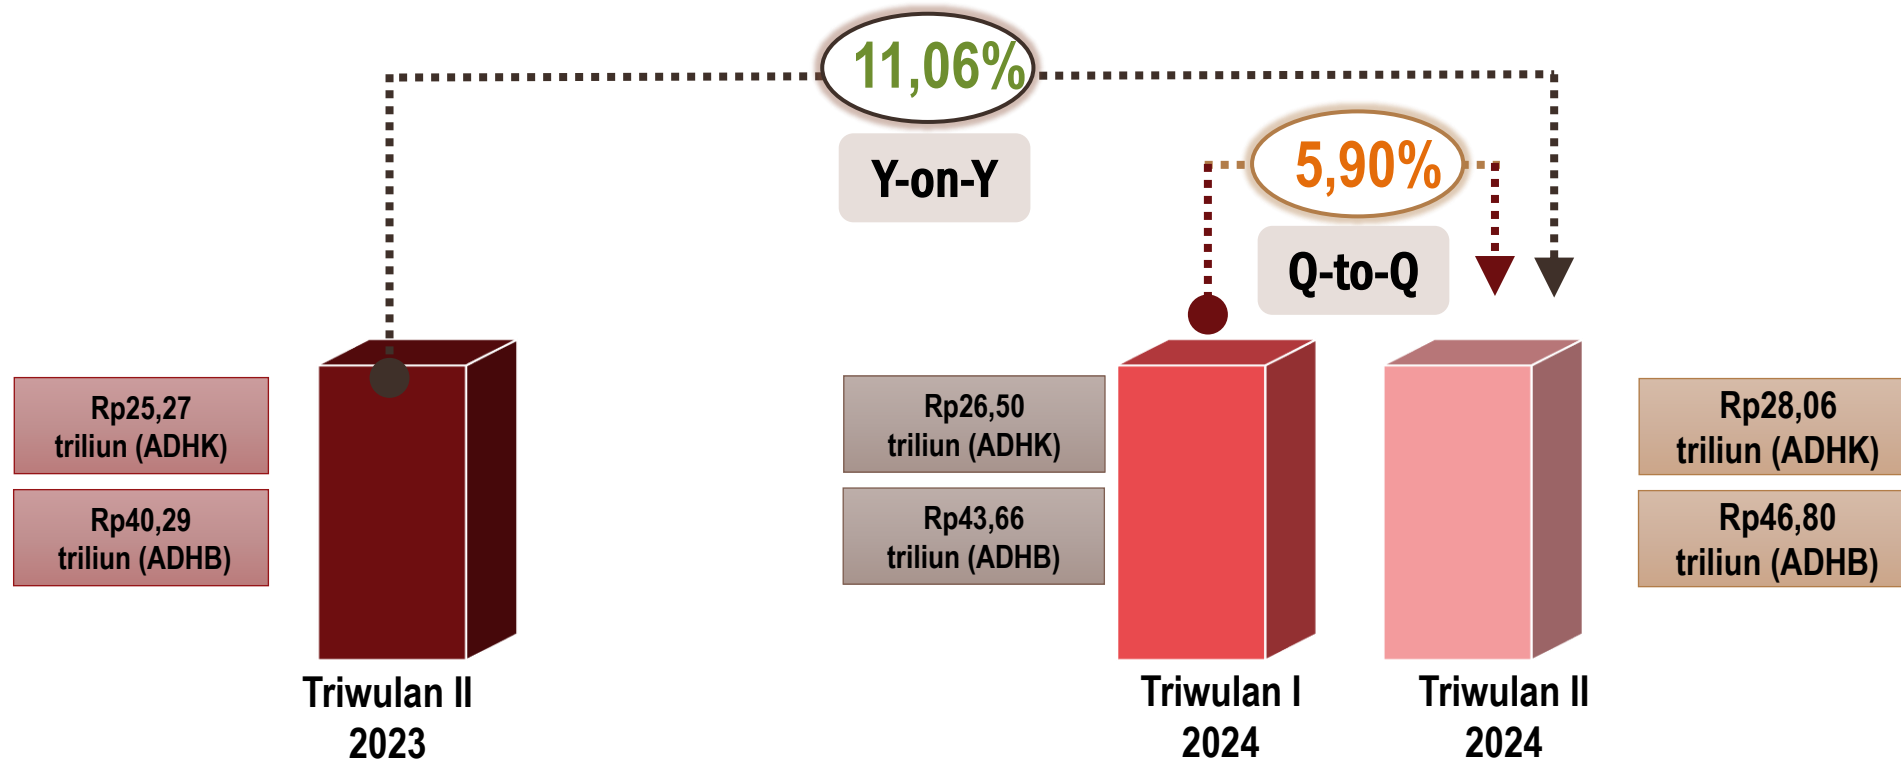 11,06%
Y-on-Y
5,90%
Q-to-Q
Rp25,27
triliun (ADHK)
Rp40,29
triliun (ADHB)
Rp26,50
triliun (ADHK)
Rp43,66
triliun (ADHB)
Rp28,06
triliun (ADHK)
Rp46,80
triliun (ADHB)
Triwulan II
2023
Triwulan I
2024
Triwulan II
2024